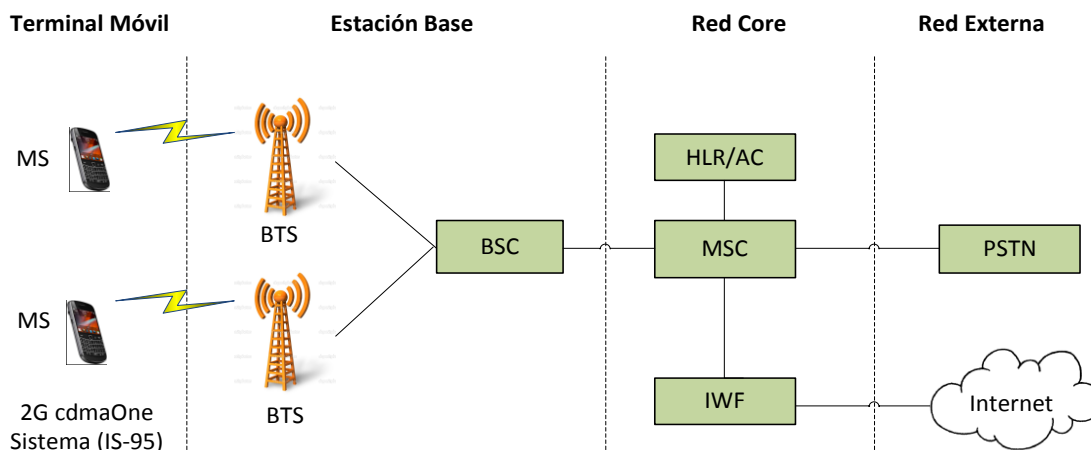 Terminal Móvil
Estación Base
Red Core
Red Externa
MS
BTS
HLR/AC
BSC
MSC
PSTN
MS
BTS
IWF
Internet
2G cdmaOne
Sistema (IS-95)